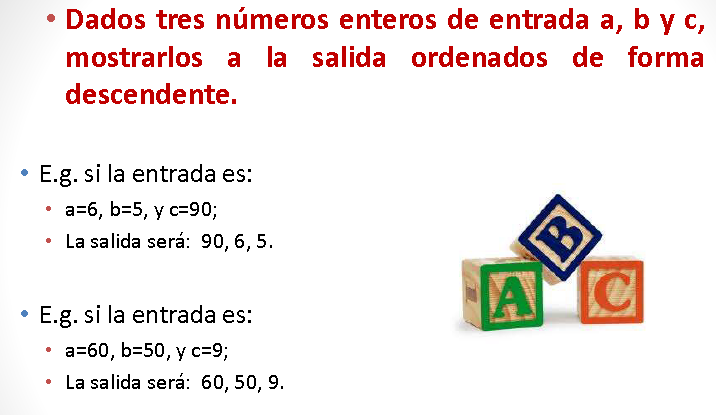 • Dados tres números enteros de entrada a, b y c,
mostrarlos a la salida ordenados de forma
descendente.
• E.g. si la entrada es:
• a=6, b=5, y c=90;
• La salida será: 90, 6, 5.
• E.g. si la entrada es:
• a=60, b=50, y c=9;
• La salida será: 60, 50, 9.
B
A
C